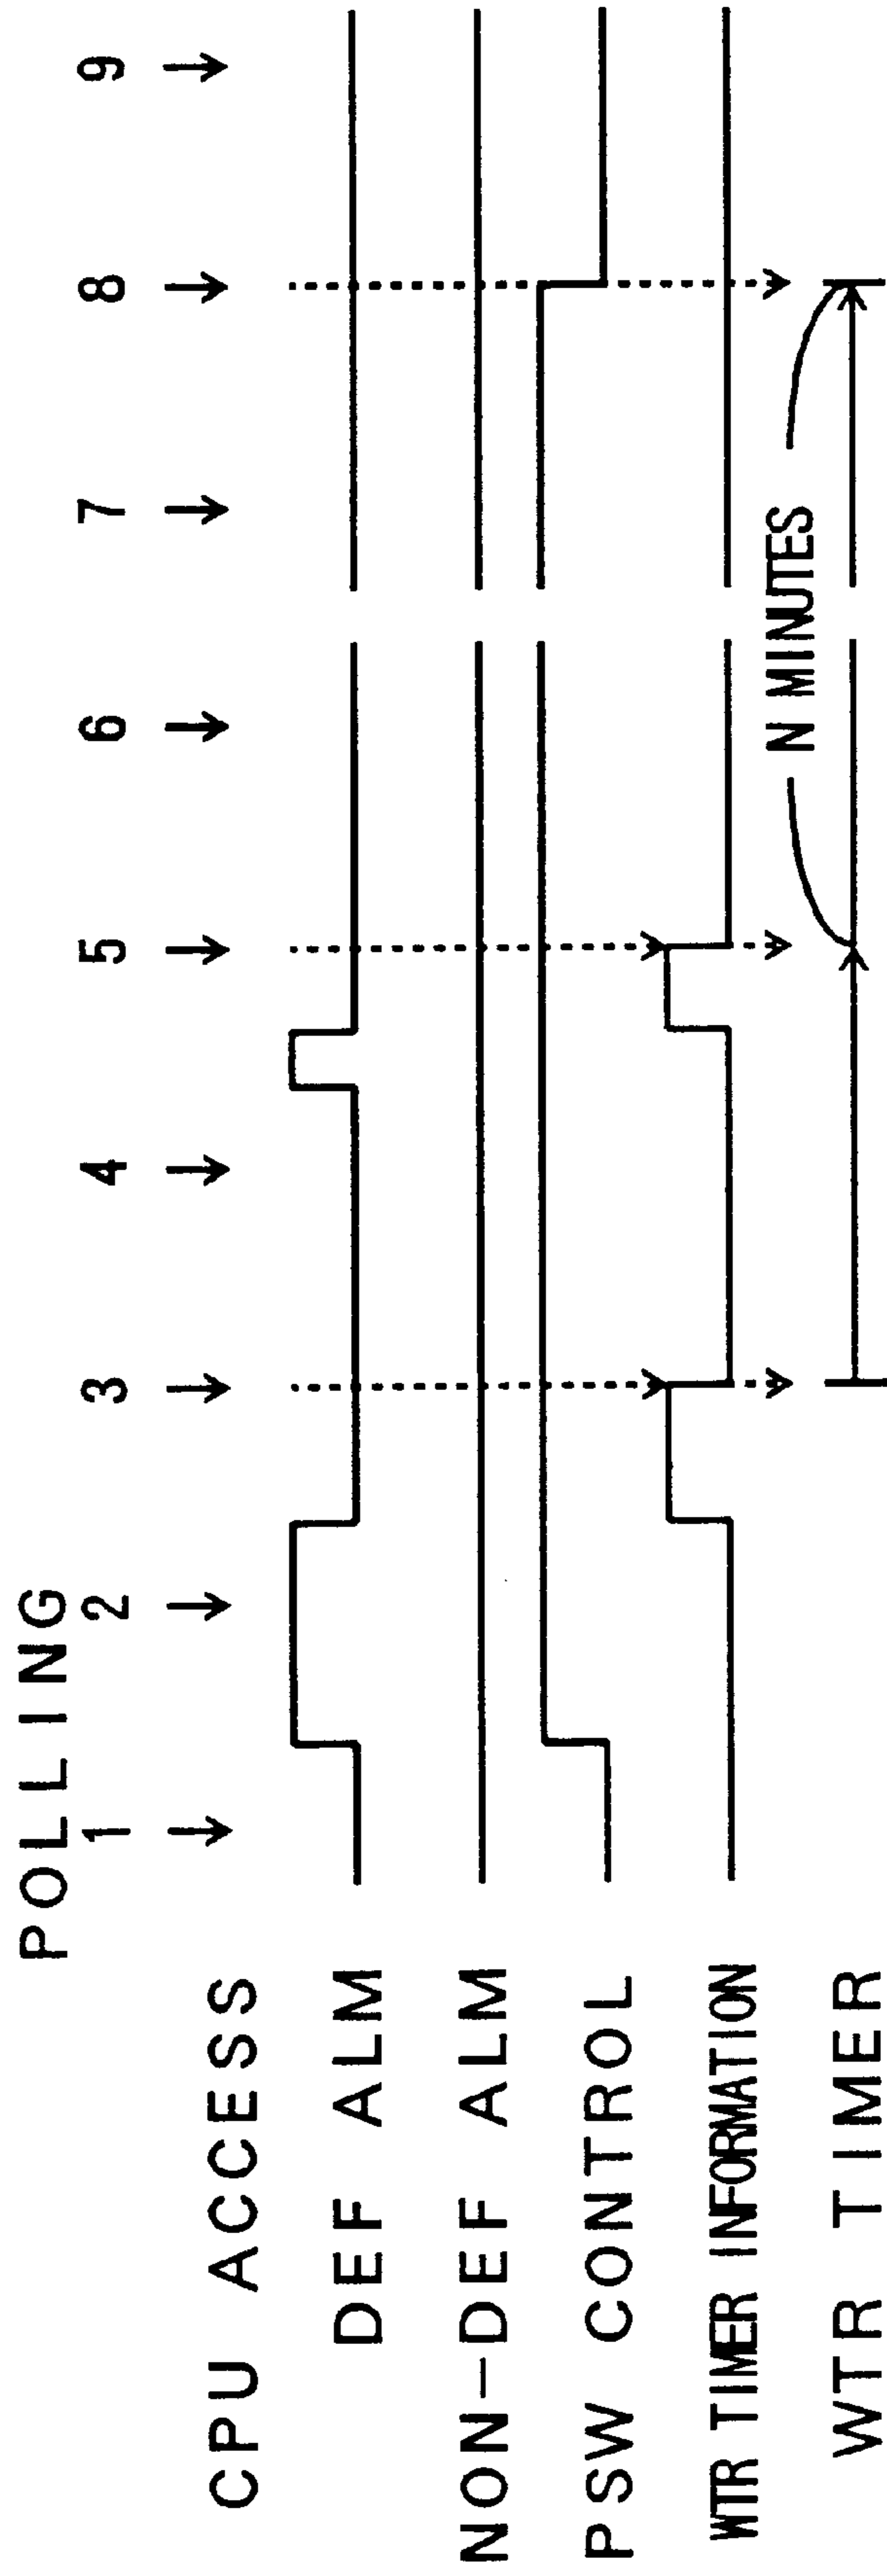 POLLING
1 2 3 4 5 6 7 8 9
CPU ACCESS
DEF ALM
NON-DEF ALM
PSW CONTROL
WTR TIMER INFORMATION
N MINUTES
WTR TIMER